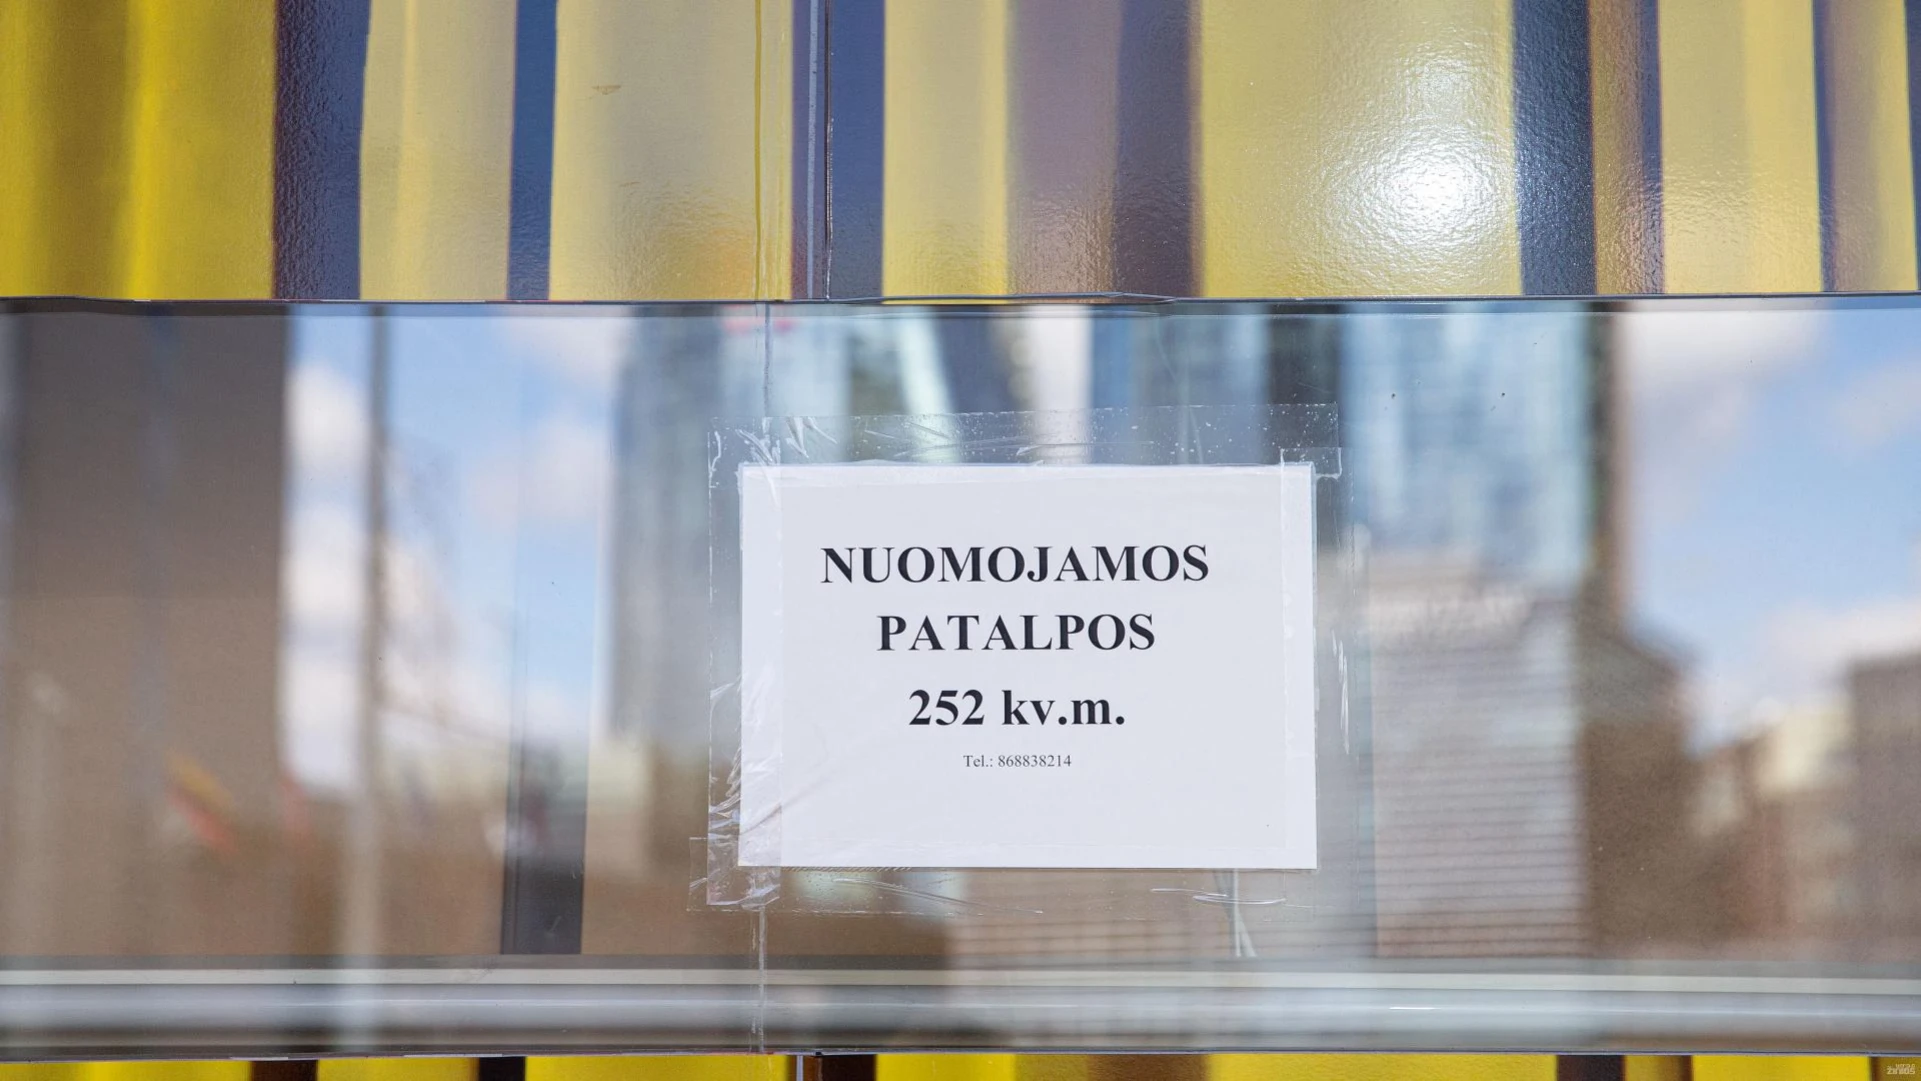 NUOMOJAMOS
PATALPOS
252 kv.m.
Tel.: 868838214